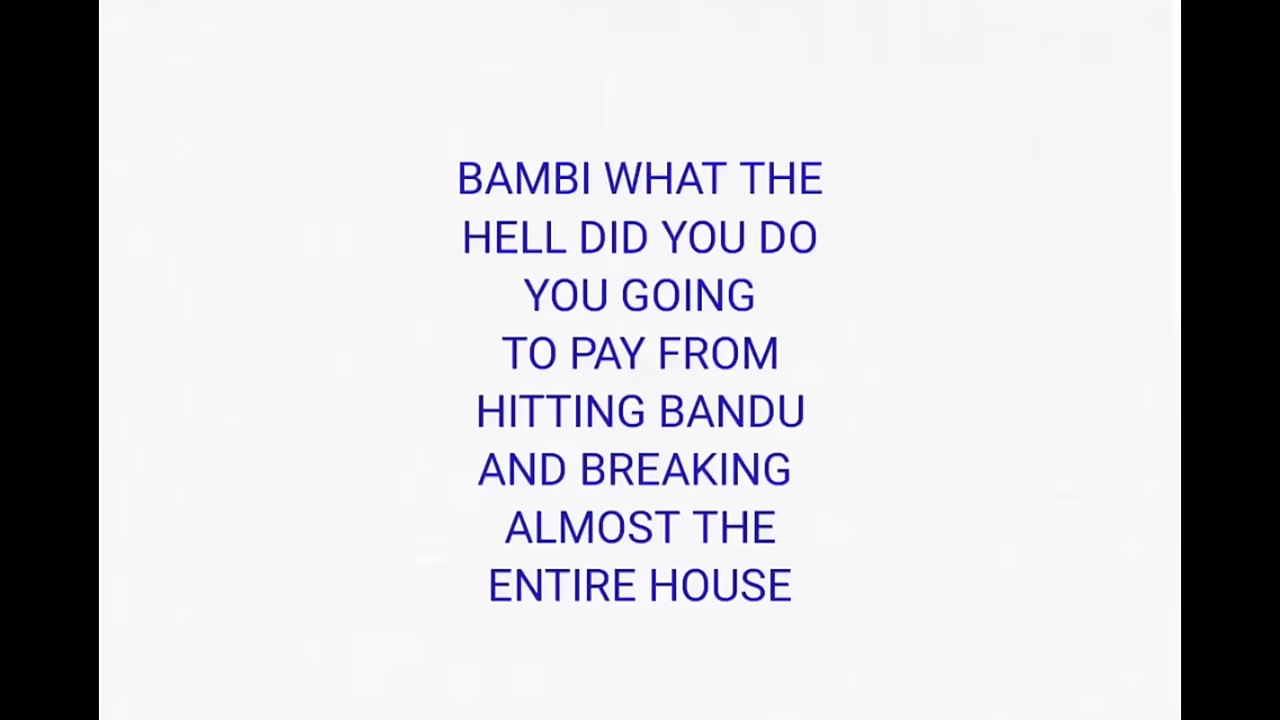 BAMBI WHAT THE
HELL DID YOU DO
YOU GOING
TO PAY FROM
HITTING BANDU
AND BREAKING
ALMOST THE
ENTIRE HOUSE